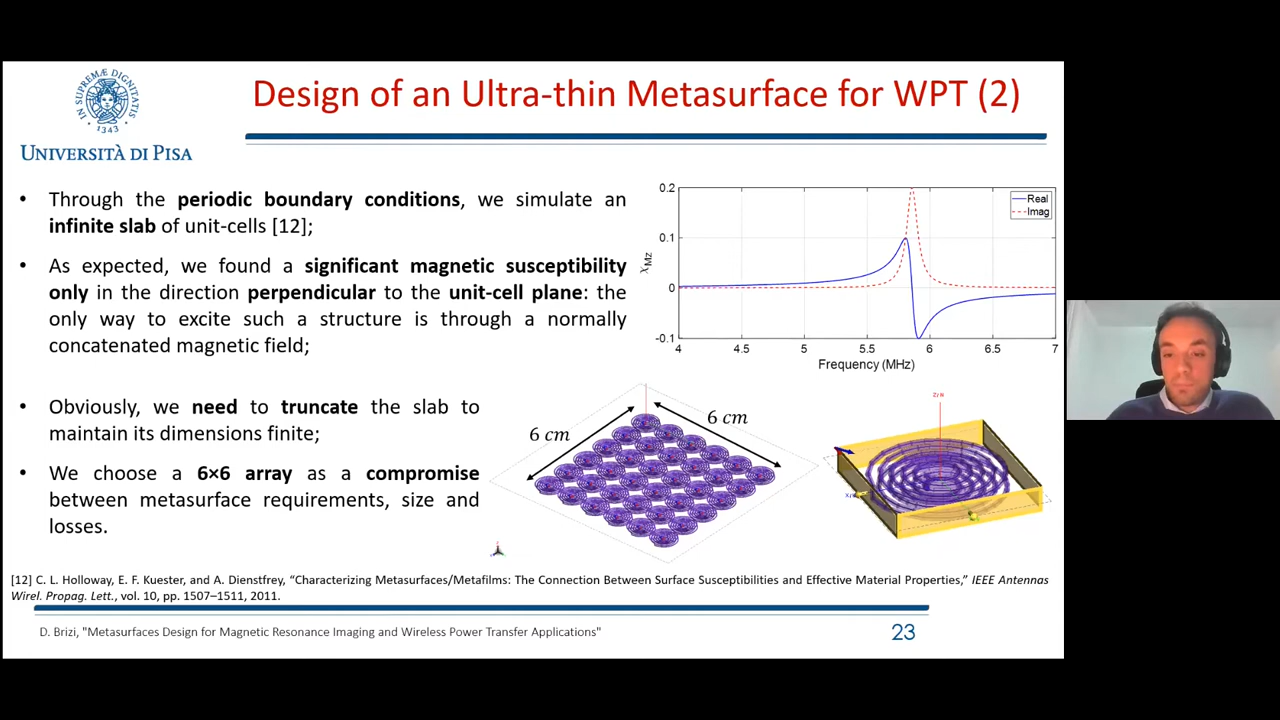 Design of an Ultra-thin Metasurface for WPT (2)
IN SUPREMÆ DIGNITATIS
1343
UNIVERSITÀ DI PISA
• Through the periodic boundary conditions, we simulate an
infinite slab of unit-cells [12];
• As expected, we found a significant magnetic susceptibility
only in the direction perpendicular to the unit-cell plane: the
only way to excite such a structure is through a normally
concatenated magnetic field;
• Obviously, we need to truncate the slab to
maintain its dimensions finite;
• We choose a 6×6 array as a compromise
between metasurface requirements, size and
losses.
0.2
0.1
0
-0.1
χMz
Real
Imag
4 4.5 5 5.5 6 6.5 7
Frequency (MHz)
6 cm
6 cm
[12] C. L. Holloway, E. F. Kuester, and A. Dienstfrey, “Characterizing Metasurfaces/Metafilms: The Connection Between Surface Susceptibilities and Effective Material Properties,” IEEE Antennas
Wirel. Propag. Lett., vol. 10, pp. 1507–1511, 2011.
D. Brizi, "Metasurfaces Design for Magnetic Resonance Imaging and Wireless Power Transfer Applications"
23